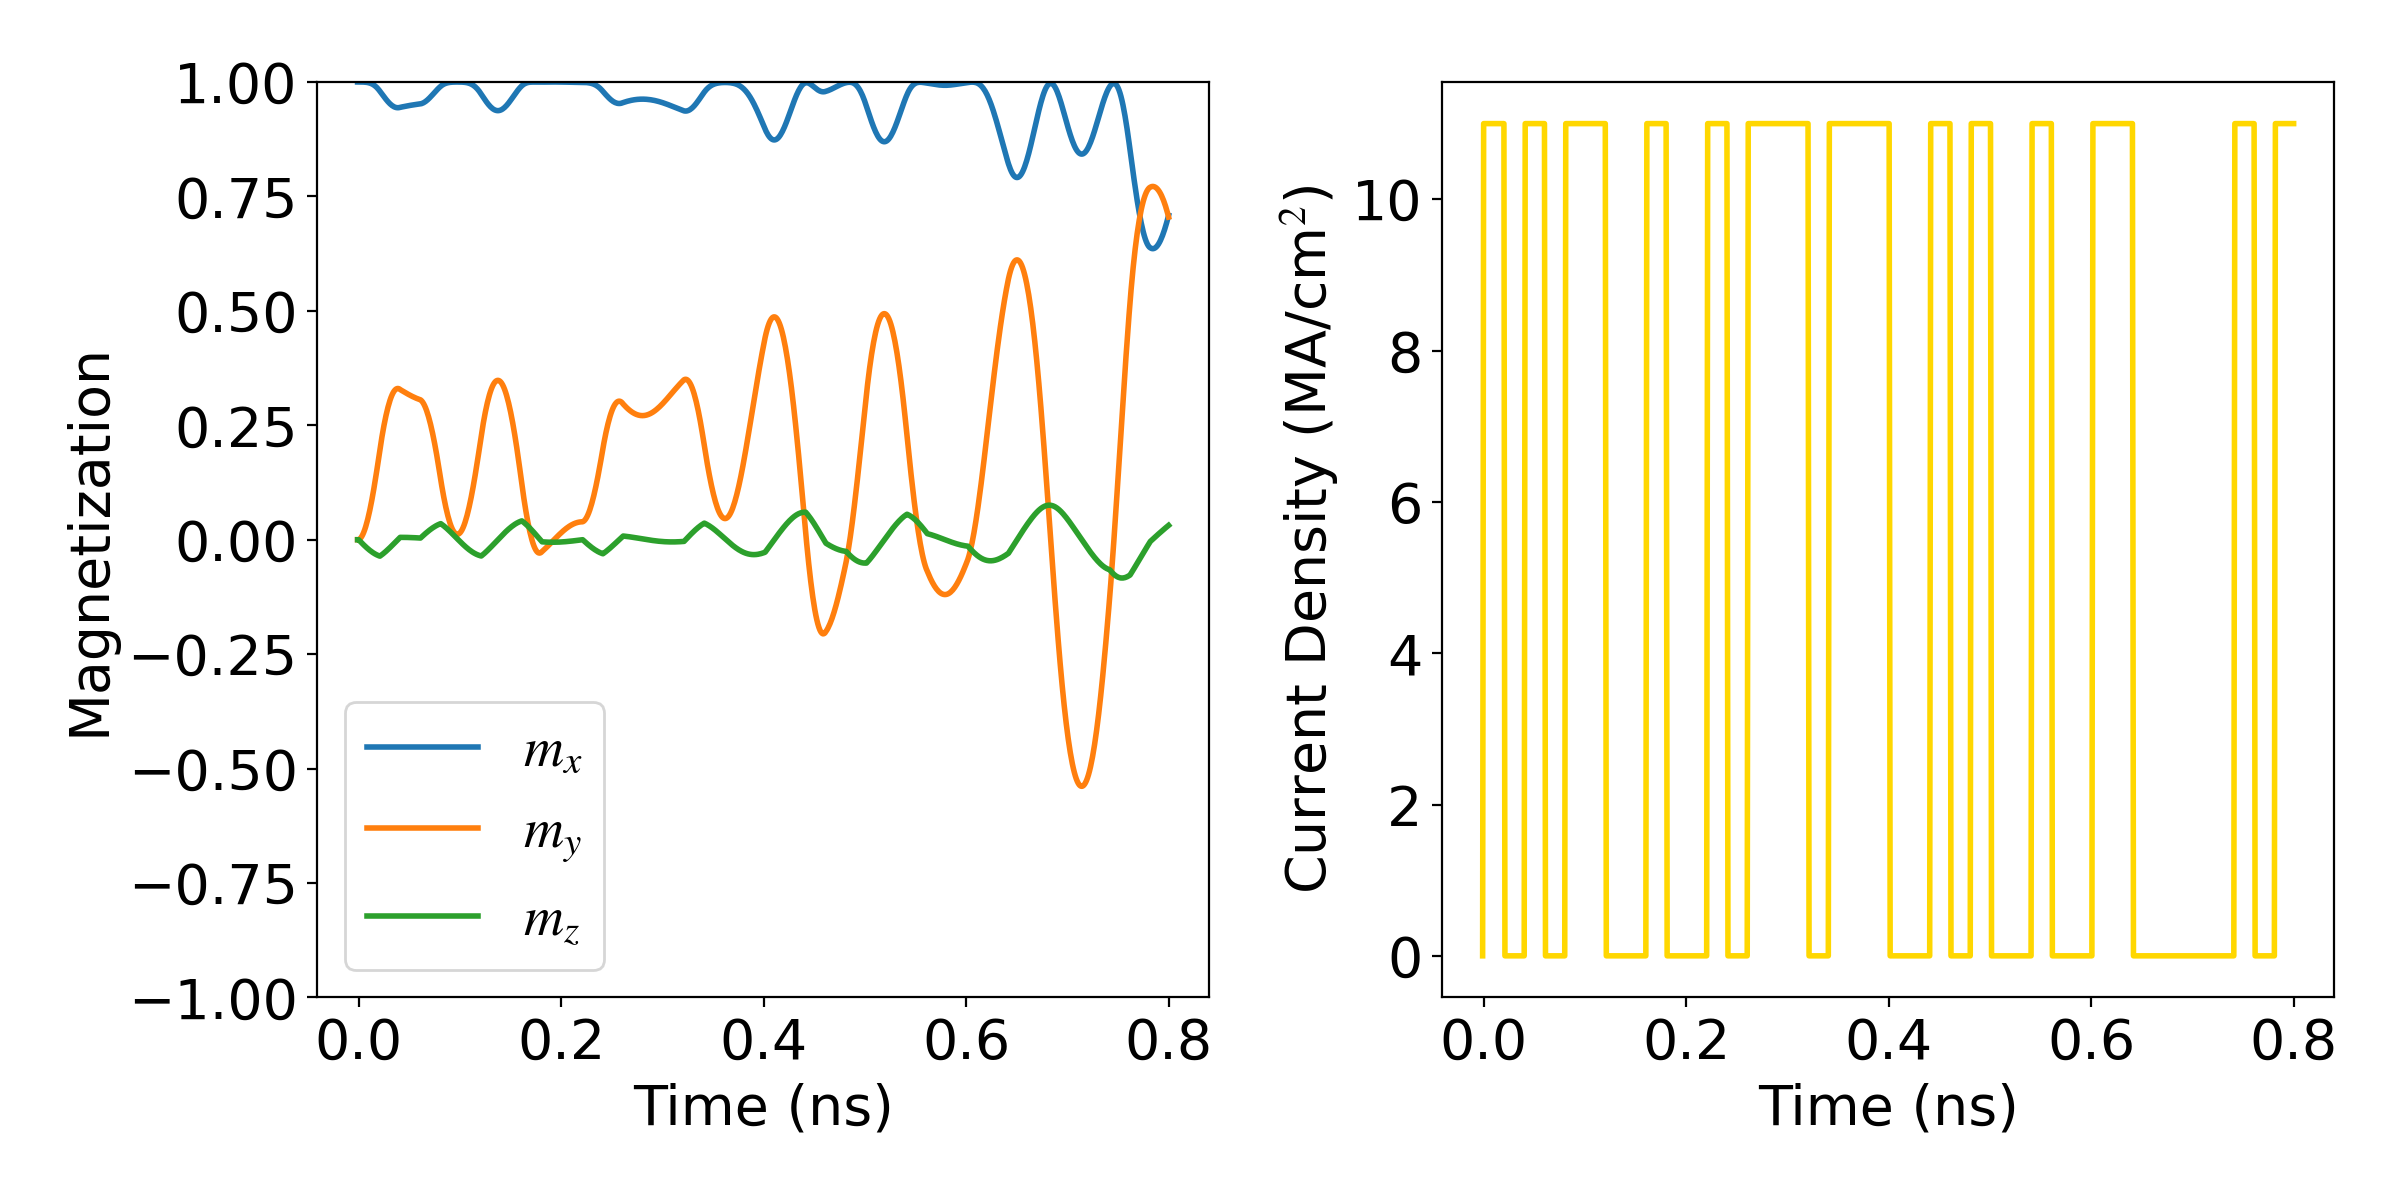 1.00
0.75
0.50
0.25
0.00
−0.25
−0.50
−0.75
−1.00
Magnetization
m_x
m_y
m_z
0.0 0.2 0.4 0.6 0.8
Time (ns)
10
8
6
4
2
0
Current Density (MA/cm²)
0.0 0.2 0.4 0.6 0.8
Time (ns)